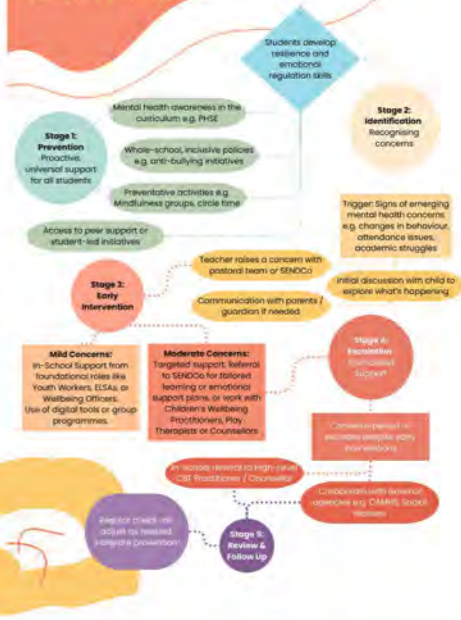 Students develop
resilience and
emotional
regulation skills
Mental health awareness in the
curriculum e.g. PHSE
Stage 1:
Prevention
Proactive,
universal support
for all students
Whole-school, inclusive policies
e.g. anti-bullying initiatives
Preventative activities e.g.
Mindfulness groups, circle time
Access to peer support or
student-led initiatives
Stage 2:
Identification
Recognising
concerns
Trigger: Signs of emerging
mental health concerns
e.g. changes in behaviour,
attendance issues,
academic struggles
Teacher raises a concern with
pastoral team or SENDCo
Initial discussion with child to
explore what's happening
Communication with parents /
guardian if needed
Stage 3:
Early
Intervention
Mild Concerns:
In-School Support from
foundational roles like
Youth Workers, ELSAs, or
Wellbeing Officers.
Use of digital tools or group
programmes.
Moderate Concerns:
Targeted support. Referral
to SENDCo for tailored
learning or emotional
support plans, or work with
Children's Wellbeing
Practitioners, Play
Therapists or Counsellors
Stage 4:
Escalation
Support
Concerns persist or
despite early
interventions
In-school referral to High-Level
CBT Practitioner / Counsellor
Collaborate with external
agencies e.g. CAMHS, Social
Workers
Stage 5:
Review &
Follow Up
Regular check-ins
adjust as needed
prevention